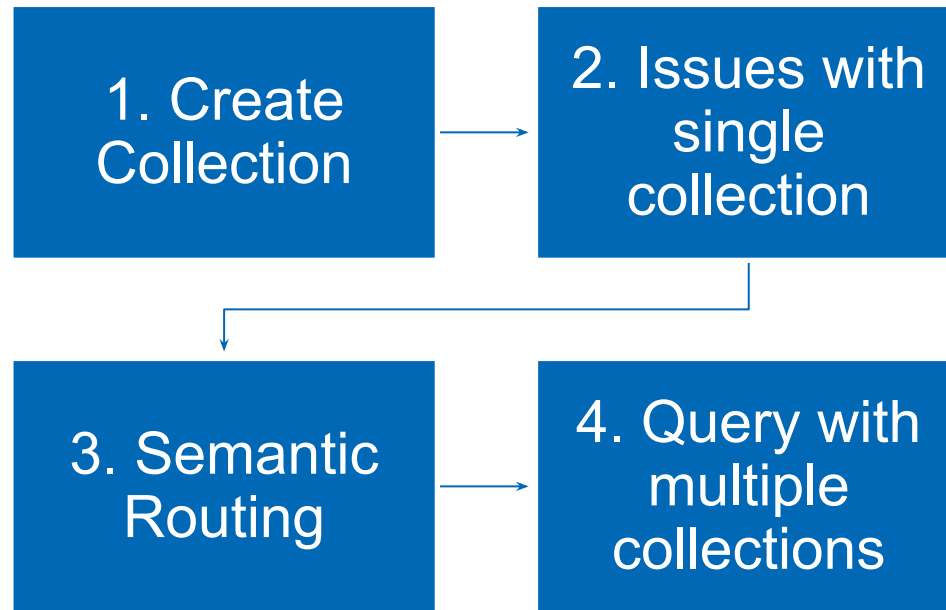 1. Create
Collection
2. Issues with
single
collection
3. Semantic
Routing
4. Query with
multiple
collections